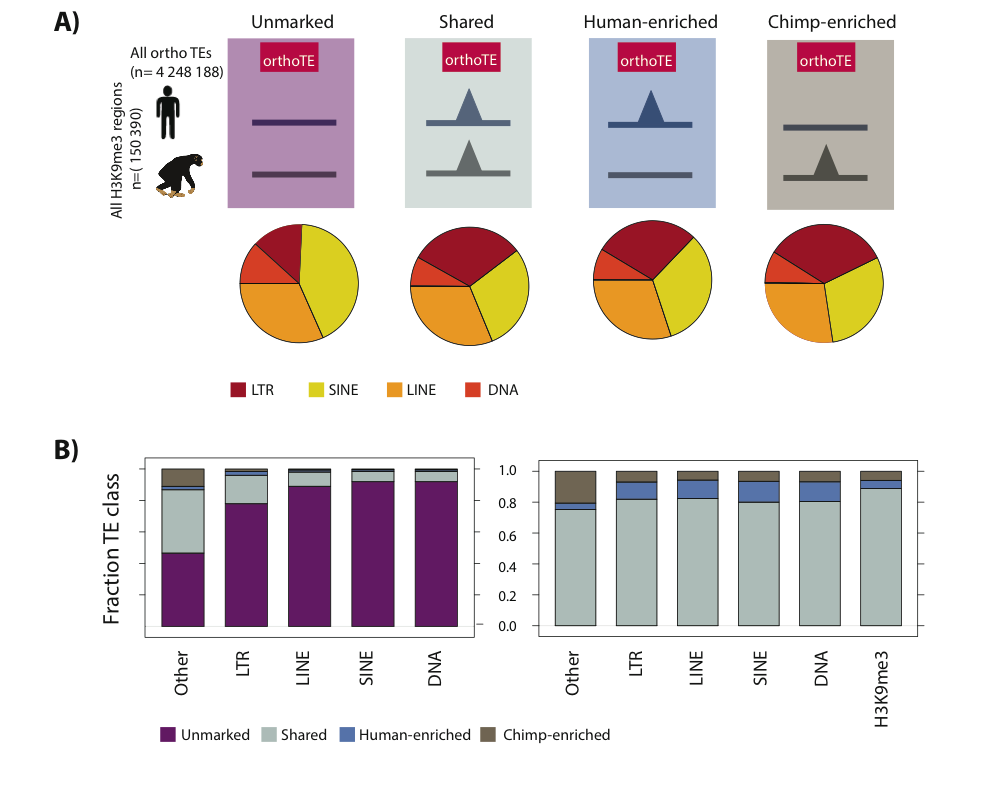 A)
Unmarked
Shared
Human-enriched
Chimp-enriched
All ortho TEs
(n= 4 248 188)
All H3K9me3 regions
n=( 150 390)
orthoTE
orthoTE
orthoTE
orthoTE
LTR
SINE
LINE
DNA
B)
Fraction TE class
1.0
0.8
0.6
0.4
0.2
0.0
Other
LTR
LINE
SINE
DNA
Other
LTR
LINE
SINE
DNA
H3K9me3
Unmarked
Shared
Human-enriched
Chimp-enriched